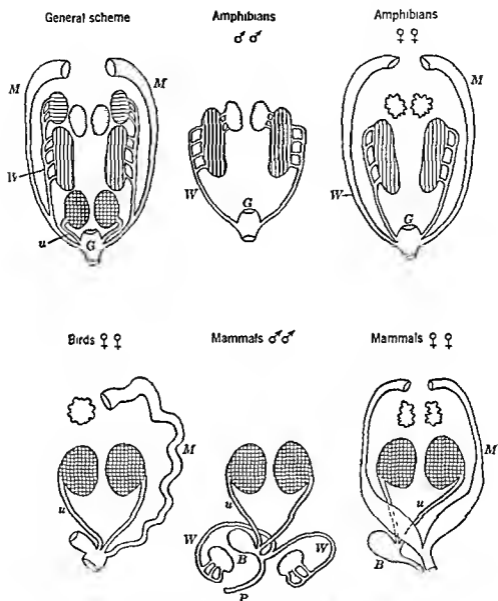 General scheme
Amphibians
♂ ♂
Amphibians
♀ ♀
M
M
W
u
G
W
G
M
W
G
Birds ♀ ♀
Mammals ♂♂
Mammals ♀ ♀
M
u
u
W
B
W
P
M
u
B